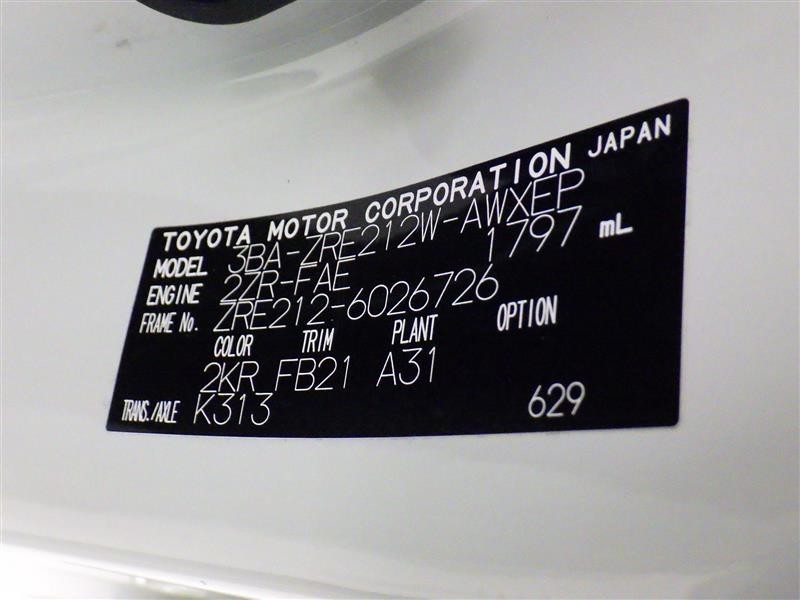 TOYOTA MOTOR CORPORATION JAPAN
MODEL 3BA-ZRE212W-AWXEP
ENGINE 2ZR-FAE 1797 mL
FRAME No. ZRE212-6026726
COLOR TRIM PLANT OPTION
2KR FB21 A31
TRANS./AXLE K313 629